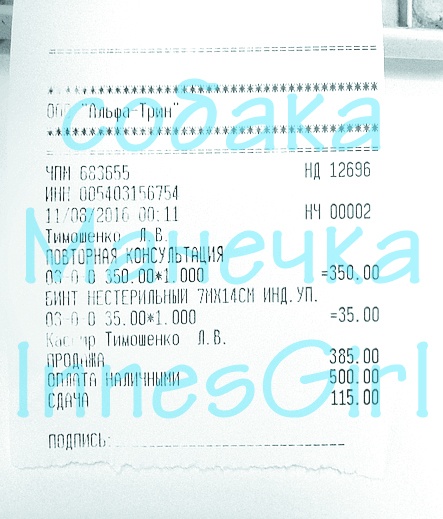 ================================
********************************
ООО "Альфа-Трин"
********************************
================================
ЧПМ 683655 НД 12696
ИНН 005403156754
11/08/2016 00:11 НЧ 00002
Тимошенко Л.В.
ПОВТОРНАЯ КОНСУЛЬТАЦИЯ
03-0-0 350.00*1.000 =350.00
БИНТ НЕСТЕРИЛЬНЫЙ 7МХ14СМ ИНД.УП.
03-0-0 35.00*1.000 =35.00
Кассир Тимошенко Л.В.
ПРОДАЖА 385.00
ОПЛАТА НАЛИЧНЫМИ 500.00
СДАЧА 115.00
ПОДПИСЬ:
собака
Манечка
InnesGirl